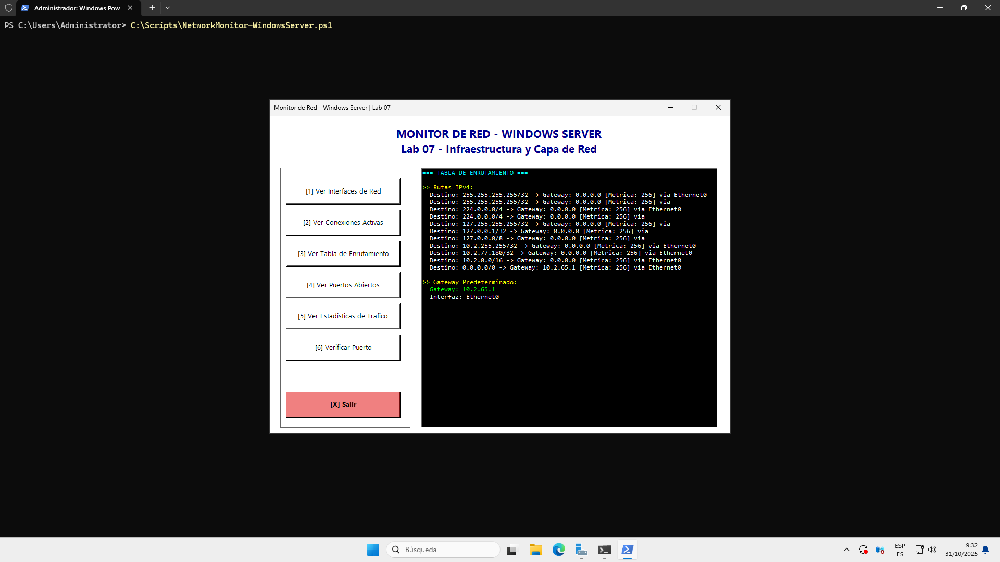 Administrador: Windows Pow
PS C:\Users\Administrator> C:\Scripts\NetworkMonitor-WindowsServer.ps1
Monitor de Red - Windows Server | Lab 07
MONITOR DE RED - WINDOWS SERVER
Lab 07 - Infraestructura y Capa de Red
[1] Ver Interfaces de Red
[2] Ver Conexiones Activas
[3] Ver Tabla de Enrutamiento
[4] Ver Puertos Abiertos
[5] Ver Estadisticas de Trafico
[6] Verificar Puerto
[X] Salir
=== TABLA DE ENRUTAMIENTO ===
>> Rutas IPv4:
Destino: 255.255.255.255/32 -> Gateway: 0.0.0.0 [Metrica: 256] via Ethernet0
Destino: 255.255.255.255/32 -> Gateway: 0.0.0.0 [Metrica: 256] via
Destino: 224.0.0.0/4 -> Gateway: 0.0.0.0 [Metrica: 256] via Ethernet0
Destino: 224.0.0.0/4 -> Gateway: 0.0.0.0 [Metrica: 256] via
Destino: 127.255.255.255/32 -> Gateway: 0.0.0.0 [Metrica: 256] via
Destino: 127.0.0.1/32 -> Gateway: 0.0.0.0 [Metrica: 256] via
Destino: 127.0.0.0/8 -> Gateway: 0.0.0.0 [Metrica: 256] via
Destino: 10.2.255.255/32 -> Gateway: 0.0.0.0 [Metrica: 256] via Ethernet0
Destino: 10.2.77.180/32 -> Gateway: 0.0.0.0 [Metrica: 256] via Ethernet0
Destino: 10.2.0.0/16 -> Gateway: 0.0.0.0 [Metrica: 256] via Ethernet0
Destino: 0.0.0.0/0 -> Gateway: 10.2.65.1 [Metrica: 256] via Ethernet0
>> Gateway Predeterminado:
Gateway: 10.2.65.1
Interfaz: Ethernet0
Búsqueda
ESP
ES
9:32
31/10/2025